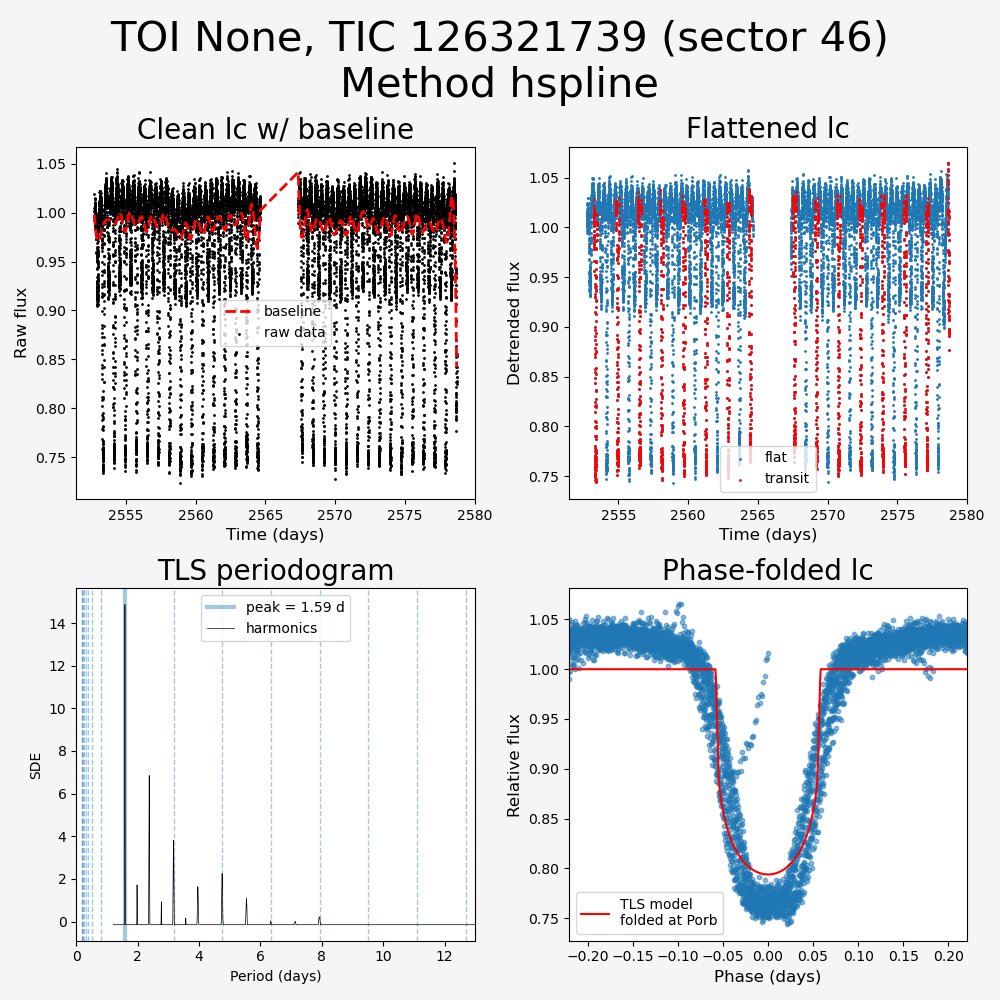 TOI None, TIC 126321739 (sector 46)
Method hspline
Clean lc w/ baseline
1.05
1.00
0.95
0.90
0.85
0.80
0.75
Raw flux
baseline
raw data
2555 2560 2565 2570 2575 2580
Time (days)
Flattened lc
1.05
1.00
0.95
0.90
0.85
0.80
0.75
Detrended flux
flat
transit
2555 2560 2565 2570 2575 2580
Time (days)
TLS periodogram
14
12
10
8
6
4
2
0
SDE
peak = 1.59 d
harmonics
0 2 4 6 8 10 12
Period (days)
Phase-folded lc
1.05
1.00
0.95
0.90
0.85
0.80
0.75
Relative flux
TLS model
folded at Porb
−0.20 −0.15 −0.10 −0.05 0.00 0.05 0.10 0.15 0.20
Phase (days)